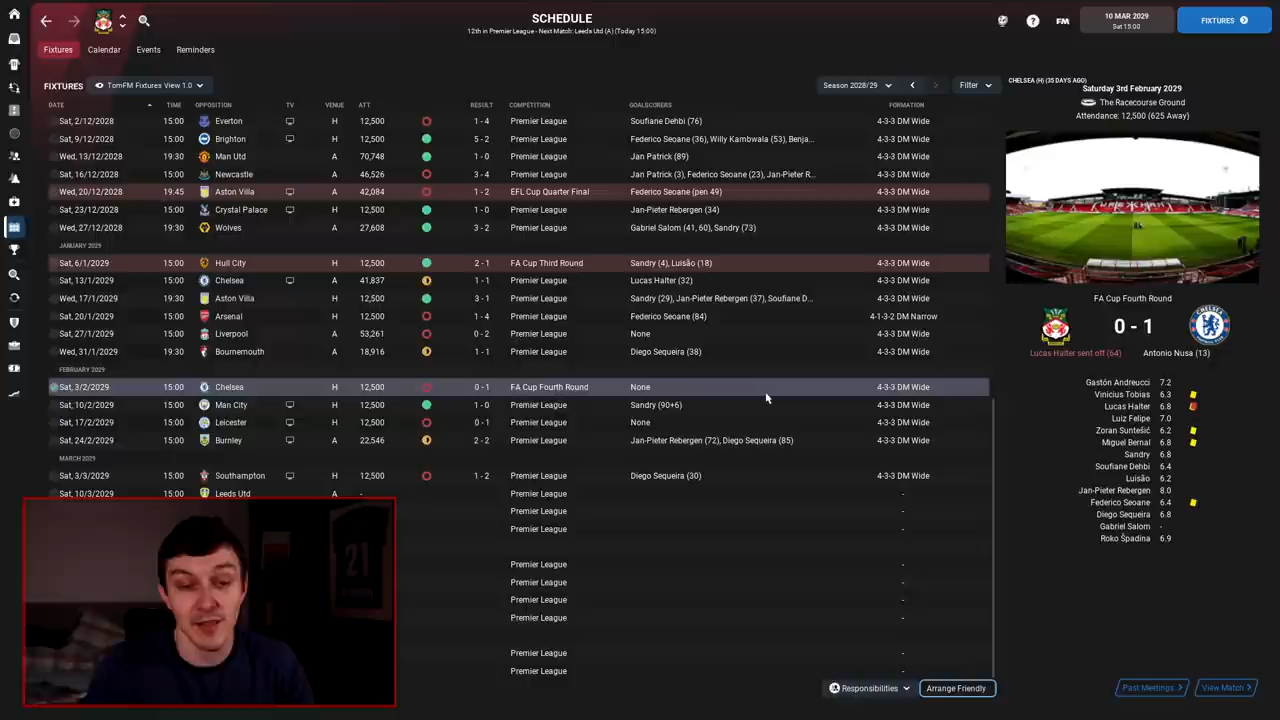 SCHEDULE
12th in Premier League - Next Match: Leeds Utd (A) (Today 15:00)
FM
10 MAR 2029
Sat 15:00
FIXTURES
Fixtures Calendar Events Reminders
FIXTURES TomFM Fixtures View 1.0 Season 2028/29 Filter
DATE TIME OPPOSITION TV VENUE ATT RESULT COMPETITION GOALSCORERS FORMATION
Sat, 2/12/2028 15:00 Everton H 12,500 1 - 4 Premier League Soufiane Dehbi (76) 4-3-3 DM Wide
Sat, 9/12/2028 15:00 Brighton H 12,500 5 - 2 Premier League Federico Seoane (36), Willy Kambwala (53), Benja... 4-3-3 DM Wide
Wed, 13/12/2028 19:30 Man Utd A 70,748 1 - 0 Premier League Jan Patrick (89) 4-3-3 DM Wide
Sat, 16/12/2028 15:00 Newcastle A 46,526 3 - 4 Premier League Jan Patrick (3), Federico Seoane (23), Jan-Pieter R... 4-3-3 DM Wide
Wed, 20/12/2028 19:45 Aston Villa A 42,084 1 - 2 EFL Cup Quarter Final Federico Seoane (pen 49) 4-3-3 DM Wide
Sat, 23/12/2028 15:00 Crystal Palace H 12,500 1 - 0 Premier League Jan-Pieter Rebergen (34) 4-3-3 DM Wide
Wed, 27/12/2028 19:30 Wolves A 27,608 3 - 2 Premier League Gabriel Salom (41, 60), Sandry (73) 4-3-3 DM Wide
JANUARY 2029
Sat, 6/1/2029 15:00 Hull City H 12,500 2 - 1 FA Cup Third Round Sandry (4), Luisão (18) 4-3-3 DM Wide
Sat, 13/1/2029 15:00 Chelsea A 41,837 1 - 1 Premier League Lucas Halter (32) 4-3-3 DM Wide
Wed, 17/1/2029 19:30 Aston Villa H 12,500 3 - 1 Premier League Sandry (29), Jan-Pieter Rebergen (37), Soufiane D... 4-3-3 DM Wide
Sat, 20/1/2029 15:00 Arsenal H 12,500 1 - 4 Premier League Federico Seoane (84) 4-1-3-2 DM Narrow
Sat, 27/1/2029 15:00 Liverpool A 53,261 0 - 2 Premier League None 4-3-3 DM Wide
Wed, 31/1/2029 19:30 Bournemouth A 18,916 1 - 1 Premier League Diego Sequeira (38) 4-3-3 DM Wide
FEBRUARY 2029
Sat, 3/2/2029 15:00 Chelsea H 12,500 0 - 1 FA Cup Fourth Round None 4-3-3 DM Wide
Sat, 10/2/2029 15:00 Man City H 12,500 1 - 0 Premier League Sandry (90+6) 4-3-3 DM Wide
Sat, 17/2/2029 15:00 Leicester H 12,500 0 - 1 Premier League None 4-3-3 DM Wide
Sat, 24/2/2029 15:00 Burnley A 22,546 2 - 2 Premier League Jan-Pieter Rebergen (72), Diego Sequeira (85) 4-3-3 DM Wide
MARCH 2029
Sat, 3/3/2029 15:00 Southampton H 12,500 1 - 2 Premier League Diego Sequeira (30) 4-3-3 DM Wide
Sat, 10/3/2029 15:00 Leeds Utd A - Premier League -
Premier League -
Premier League -
Premier League -
Premier League -
Premier League -
Premier League -
Premier League -
Premier League -
21
Responsibilities Arrange Friendly
CHELSEA (H) (35 DAYS AGO)
Saturday 3rd February 2029
The Racecourse Ground
Attendance: 12,500 (625 Away)
FA Cup Fourth Round
0 - 1
Lucas Halter sent off (64) Antonio Nusa (13)
Gastón Andreucci 7.2
Vinicius Tobias 6.3
Lucas Halter 6.8
Luiz Felipe 7.0
Zoran Suntešić 6.2
Miguel Bernal 6.8
Sandry 6.8
Soufiane Dehbi 6.4
Luisão 6.2
Jan-Pieter Rebergen 8.0
Federico Seoane 6.4
Diego Sequeira 6.8
Gabriel Salom -
Roko Špadina 6.9
Past Meetings View Match